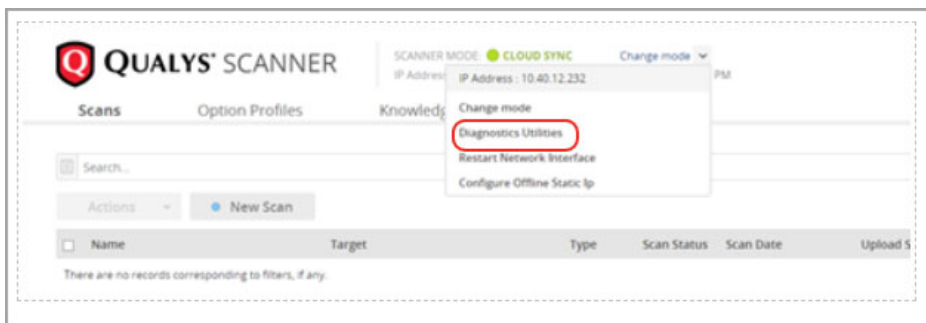 QUALYS' SCANNER
SCANNER MODE: CLOUD SYNC Change mode
IP Address PM
IP Address : 10.40.12.232
Change mode
Diagnostics Utilities
Restart Network Interface
Configure Offline Static Ip
Scans Option Profiles
Search...
Actions New Scan
Name Target Type Scan Status Scan Date Upload S
There are no records corresponding to filters, if any.